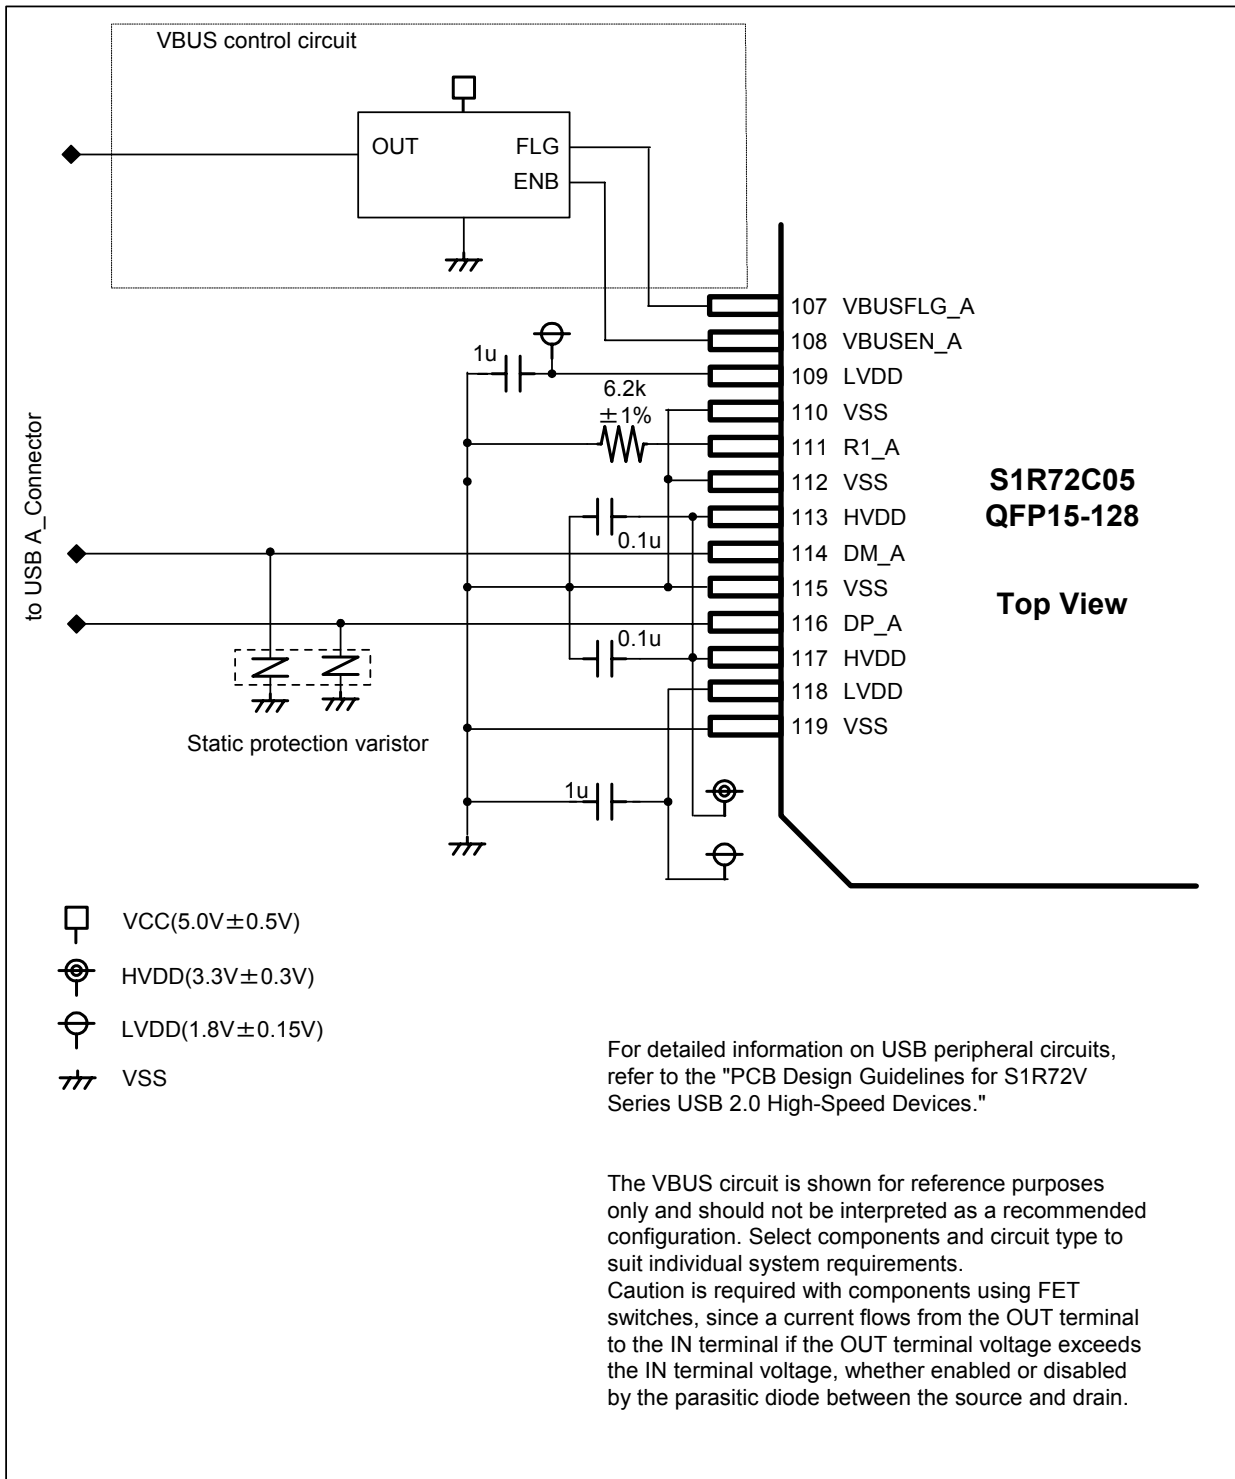 VBUS control circuit
OUT
FLG
ENB
107 VBUSFLG_A
108 VBUSEN_A
1u
109 LVDD
6.2k
±1%
110 VSS
111 R1_A
112 VSS
113 HVDD
0.1u
114 DM_A
115 VSS
116 DP_A
0.1u
117 HVDD
118 LVDD
119 VSS
1u
S1R72C05
QFP15-128
Top View
to USB A_Connector
Static protection varistor
VCC(5.0V±0.5V)
HVDD(3.3V±0.3V)
LVDD(1.8V±0.15V)
VSS
For detailed information on USB peripheral circuits,
refer to the "PCB Design Guidelines for S1R72V
Series USB 2.0 High-Speed Devices."
The VBUS circuit is shown for reference purposes
only and should not be interpreted as a recommended
configuration. Select components and circuit type to
suit individual system requirements.
Caution is required with components using FET
switches, since a current flows from the OUT terminal
to the IN terminal if the OUT terminal voltage exceeds
the IN terminal voltage, whether enabled or disabled
by the parasitic diode between the source and drain.